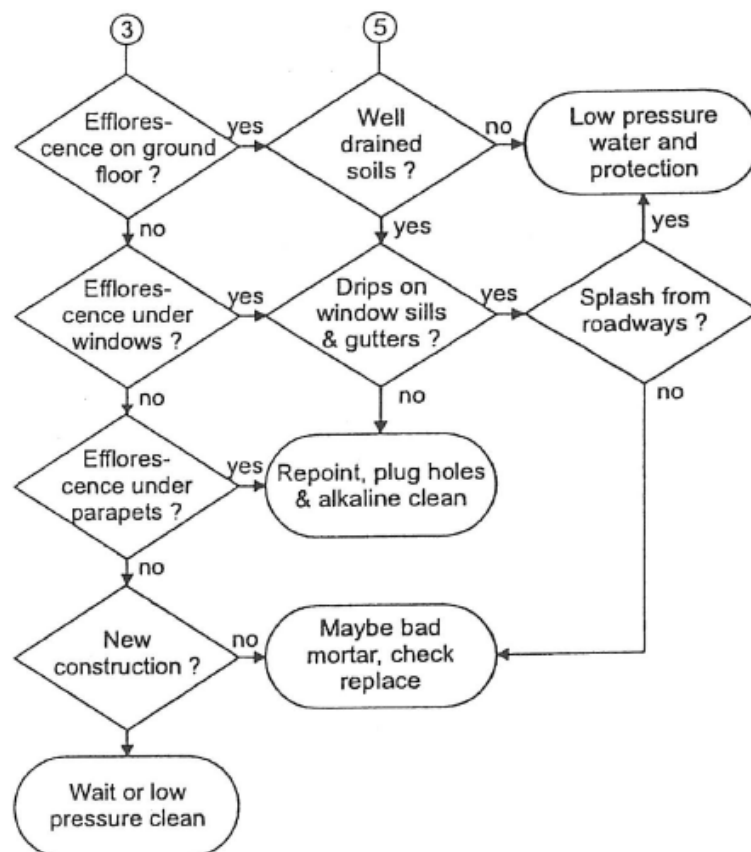 3
5
Efflores-
cence on ground
floor ?
yes
Well
drained
soils ?
no
Low pressure
water and
protection
no
yes
yes
Efflores-
cence under
windows ?
yes
Drips on
window sills
& gutters ?
yes
Splash from
roadways ?
no
no
no
Efflores-
cence under
parapets ?
yes
Repoint, plug holes
& alkaline clean
no
New
construction ?
no
Maybe bad
mortar, check
replace
Wait or low
pressure clean